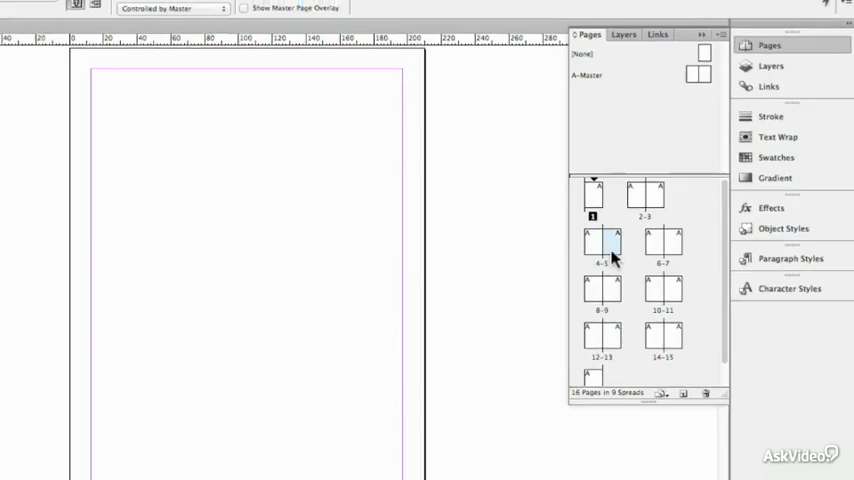 Controlled by Master
Show Master Page Overlay
40 20 0 20 40 60 80 100 120 140 160 180 200 220 240 260 280
Pages Layers Links
[None]
A-Master
A A A
1 2-3
A A A A
4-5 6-7
A A A A
8-9 10-11
A A A A
12-13 14-15
A
16 Pages in 9 Spreads
Pages
Layers
Links
Stroke
Text Wrap
Swatches
Gradient
Effects
Object Styles
Paragraph Styles
Character Styles
AskVideo